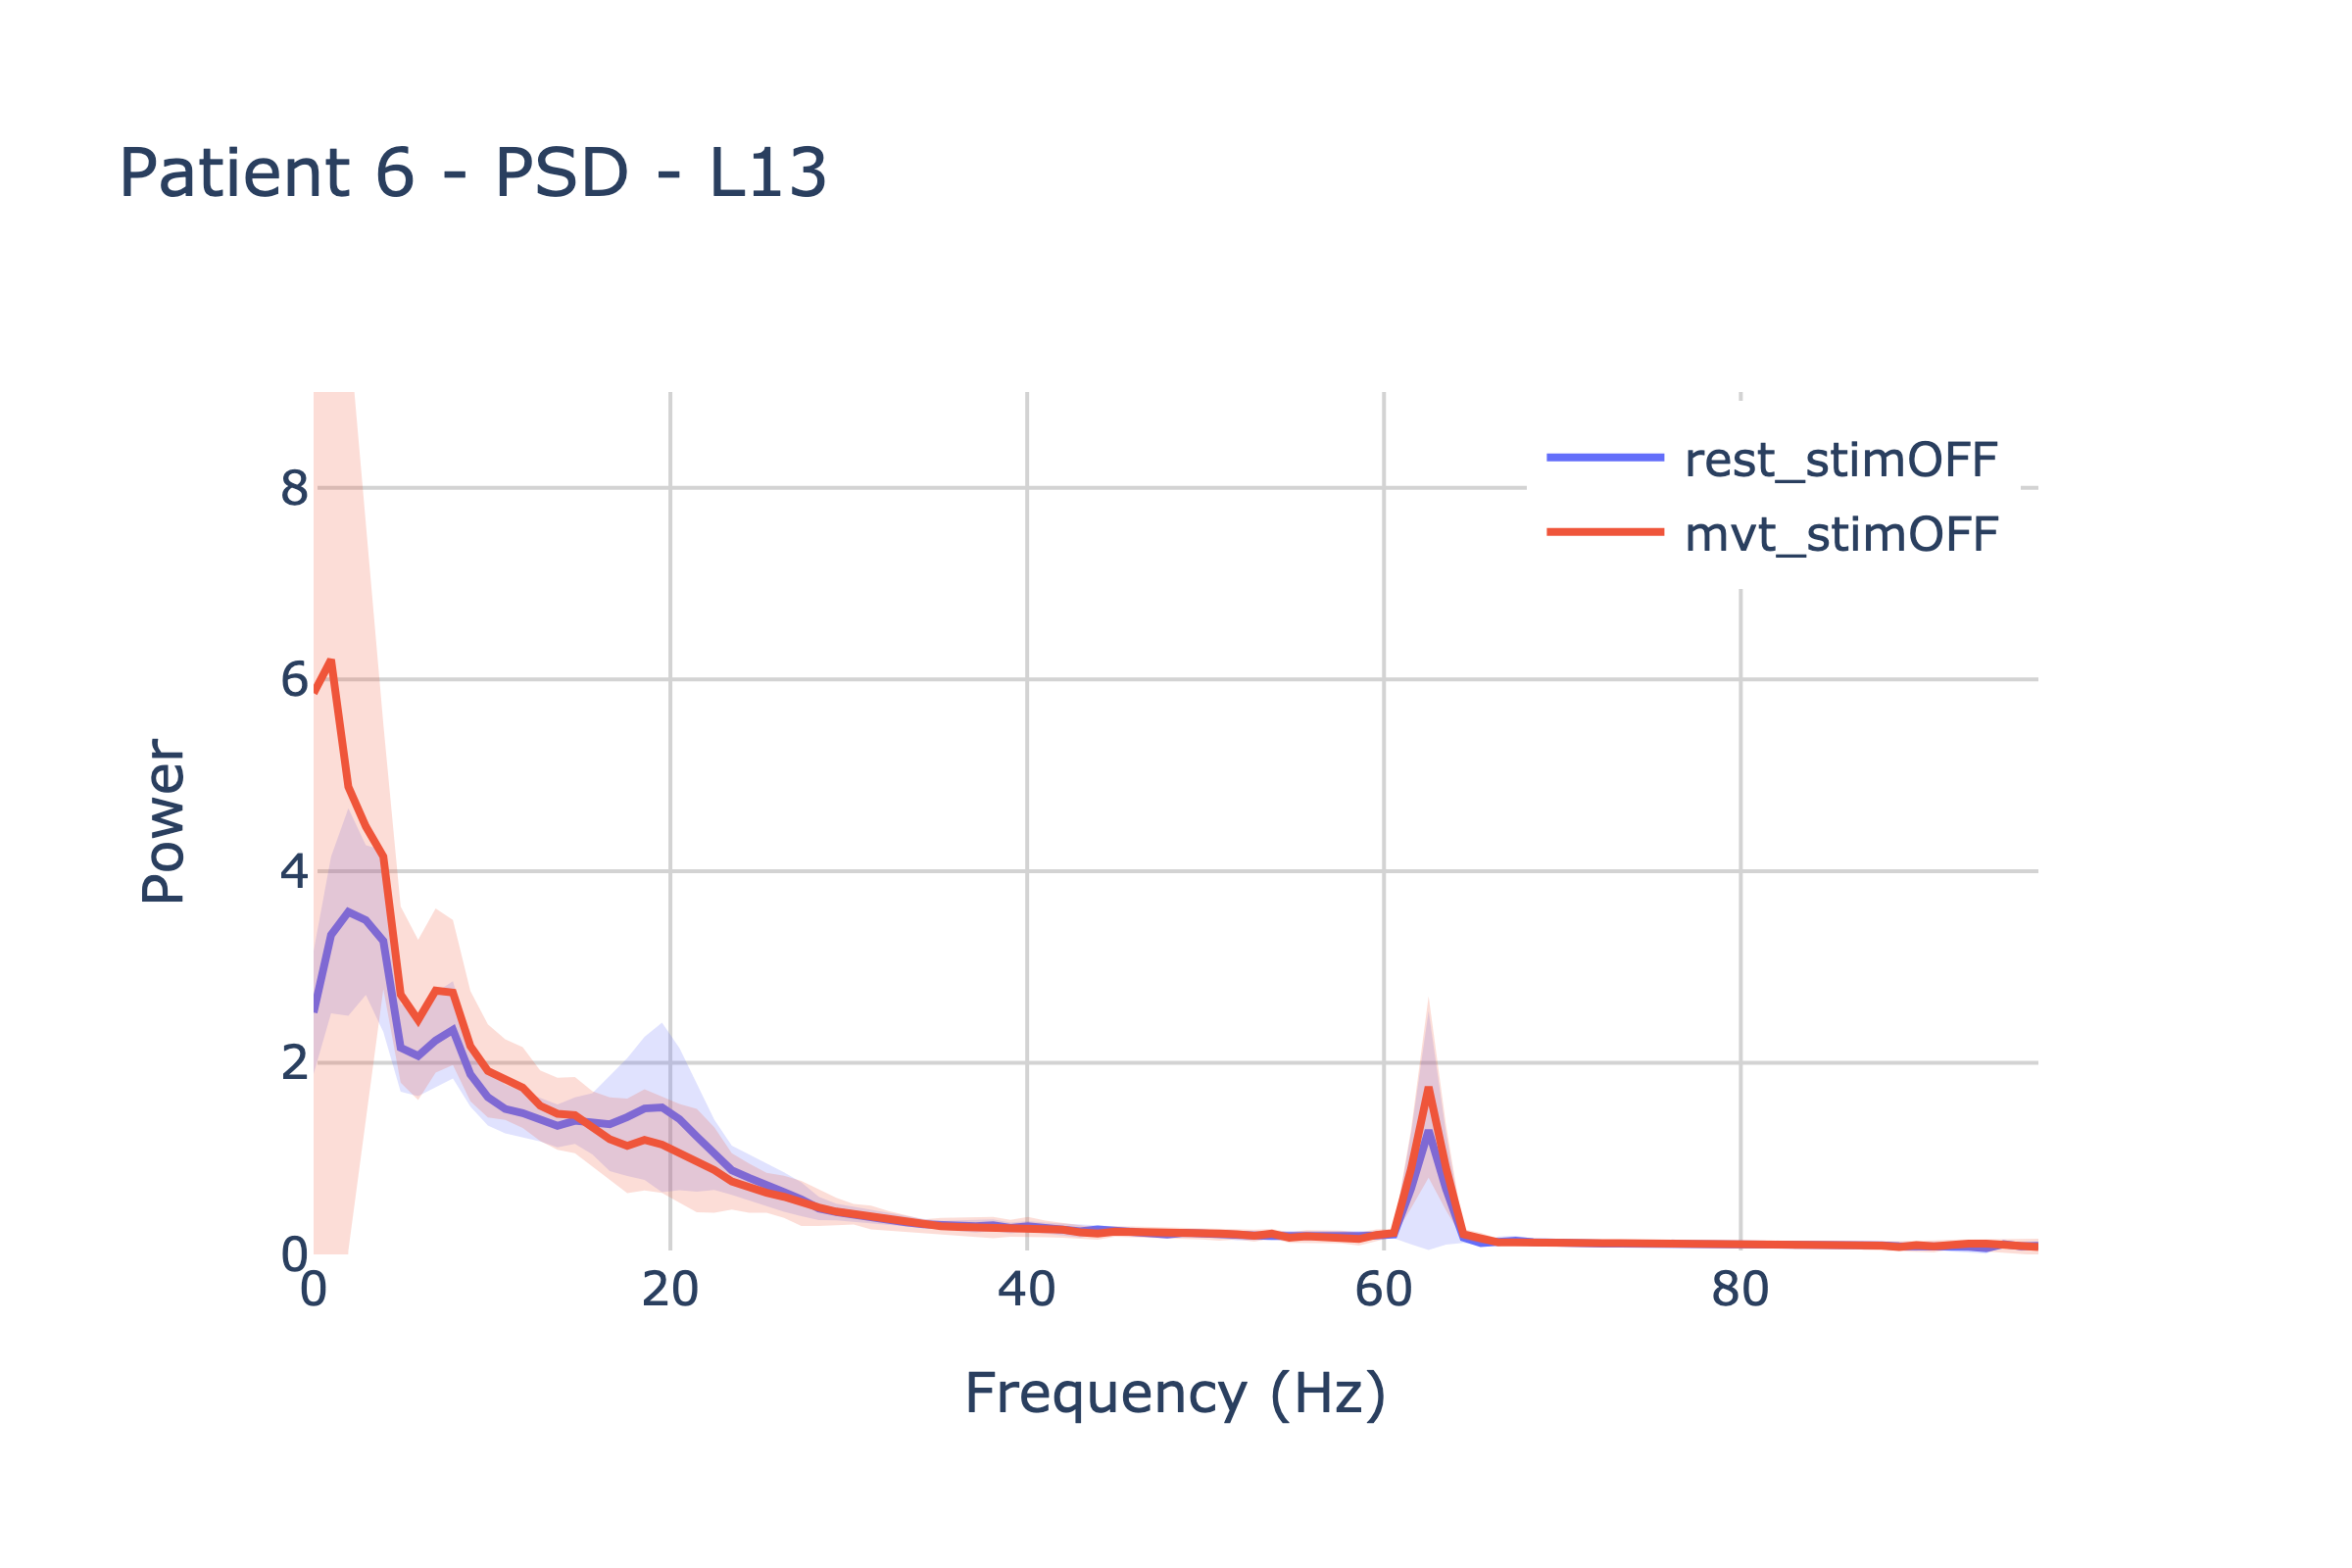 Patient 6 - PSD - L13
rest_stimOFF
mvt_stimOFF
8
6
4
2
0
Power
0 20 40 60 80
Frequency (Hz)